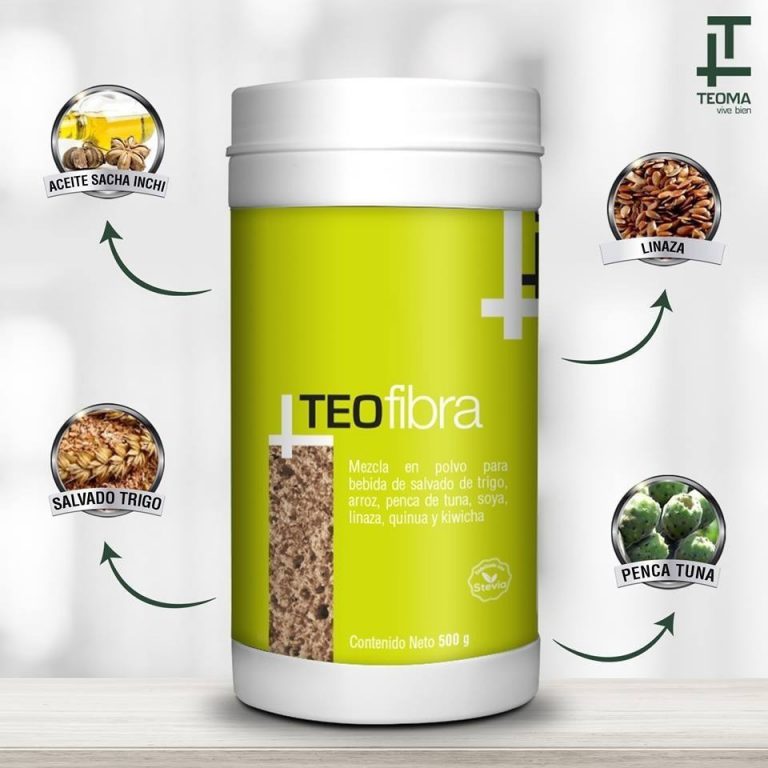 TEOMA
vive bien
ACEITE SACHA INCHI
LINAZA
TEOfibra
Mezcla en polvo para
bebida de salvado de trigo,
arroz, penca de tuna, soya,
linaza, quinua y kiwicha
SALVADO TRIGO
PENCA TUNA
Stevia
Contenido Neto 500 g